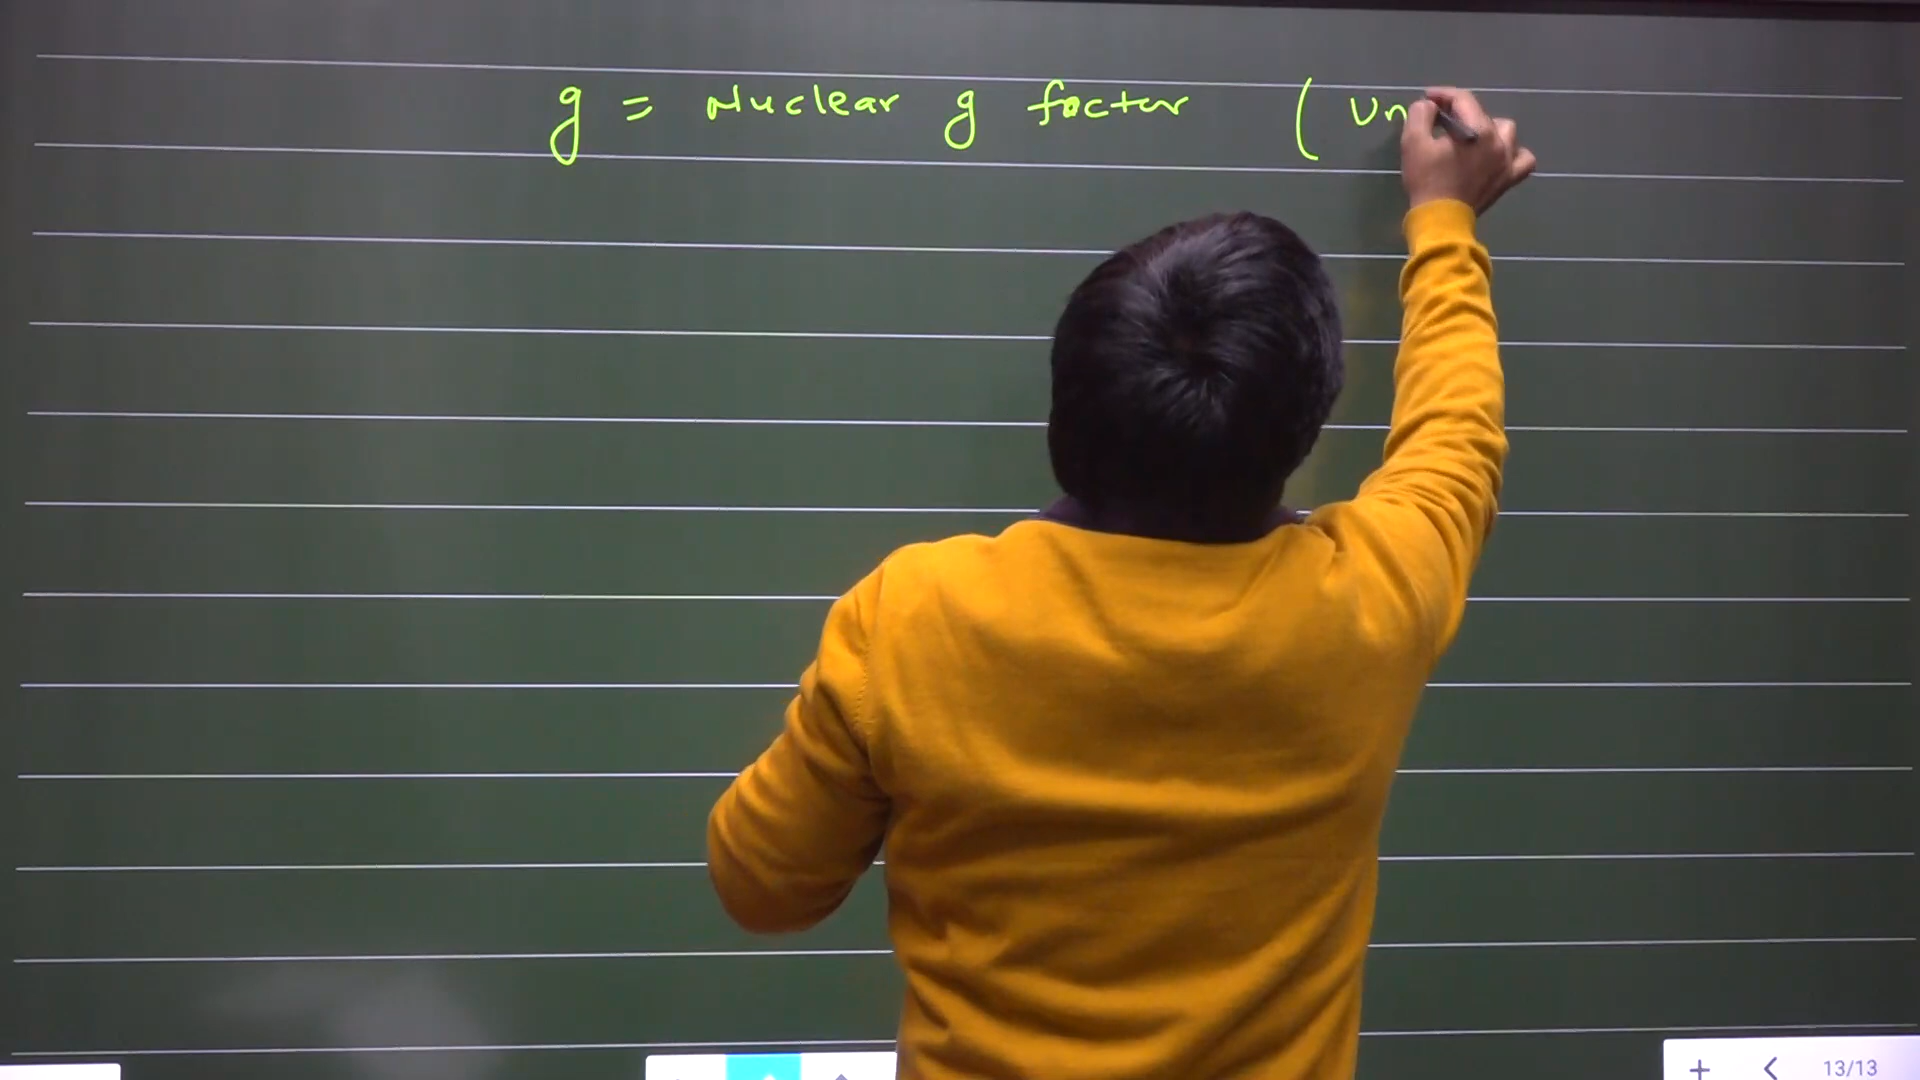 g = Nuclear g factor ( Un
13/13